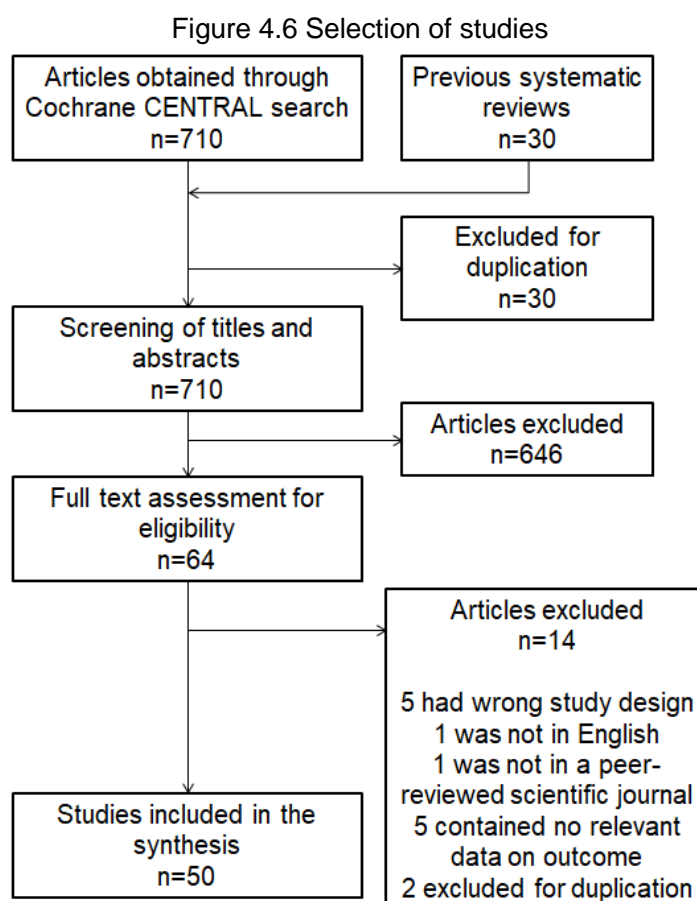 Figure 4.6 Selection of studies
Articles obtained through
Cochrane CENTRAL search
n=710
Previous systematic
reviews
n=30
Excluded for
duplication
n=30
Screening of titles and
abstracts
n=710
Articles excluded
n=646
Full text assessment for
eligibility
n=64
Articles excluded
n=14
5 had wrong study design
1 was not in English
1 was not in a peer-
reviewed scientific journal
5 contained no relevant
data on outcome
2 excluded for duplication
Studies included in the
synthesis
n=50